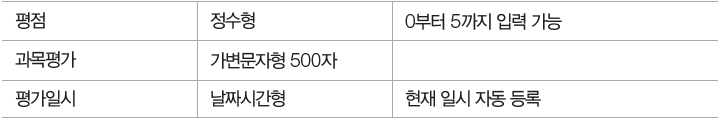 평점 정수형 0부터 5까지 입력 가능
과목평가 가변문자형 500자
평가일시 날짜시간형 현재 일시 자동 등록